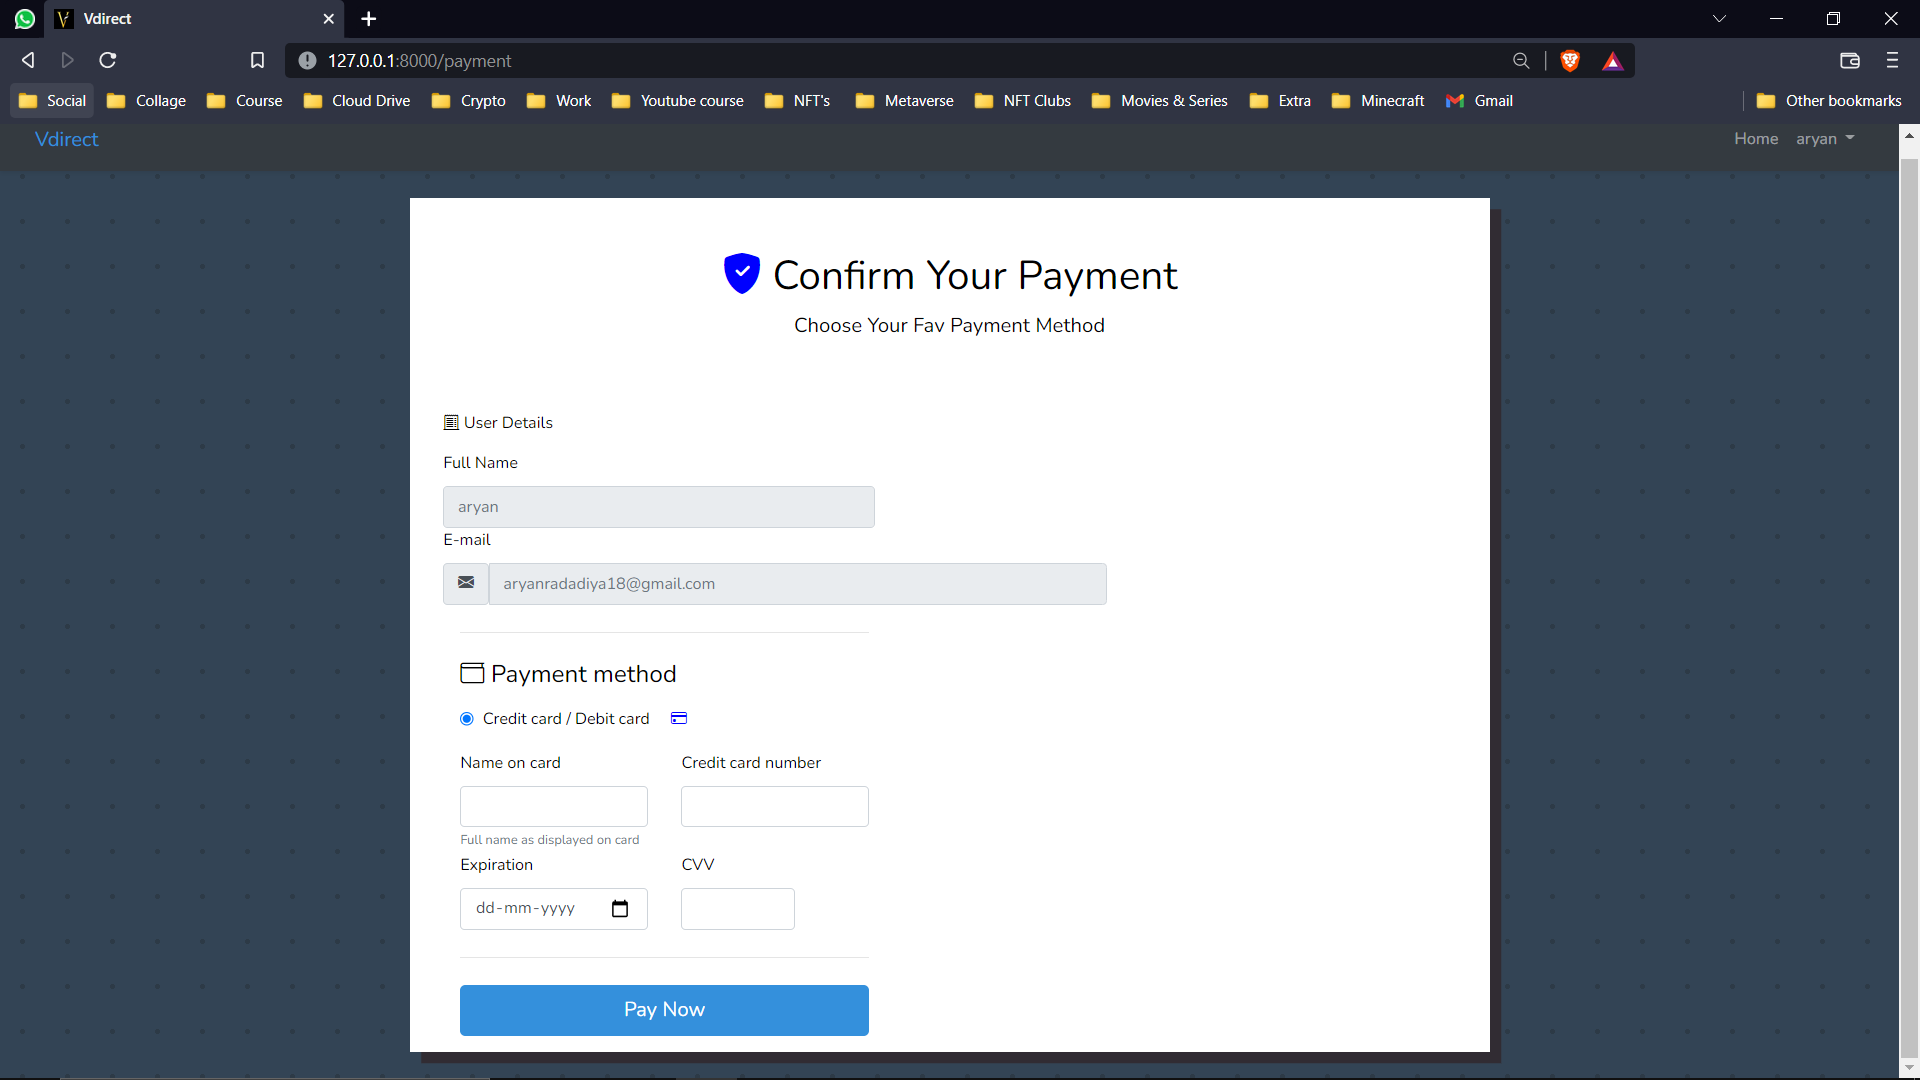 Vdirect
127.0.0.1:8000/payment
Social Collage Course Cloud Drive Crypto Work Youtube course NFT's Metaverse NFT Clubs Movies & Series Extra Minecraft Gmail Other bookmarks
Vdirect Home aryan
Confirm Your Payment
Choose Your Fav Payment Method
User Details
Full Name
aryan
E-mail
aryanradadiya18@gmail.com
Payment method
Credit card / Debit card
Name on card Credit card number
Full name as displayed on card
Expiration CVV
dd-mm-yyyy
Pay Now